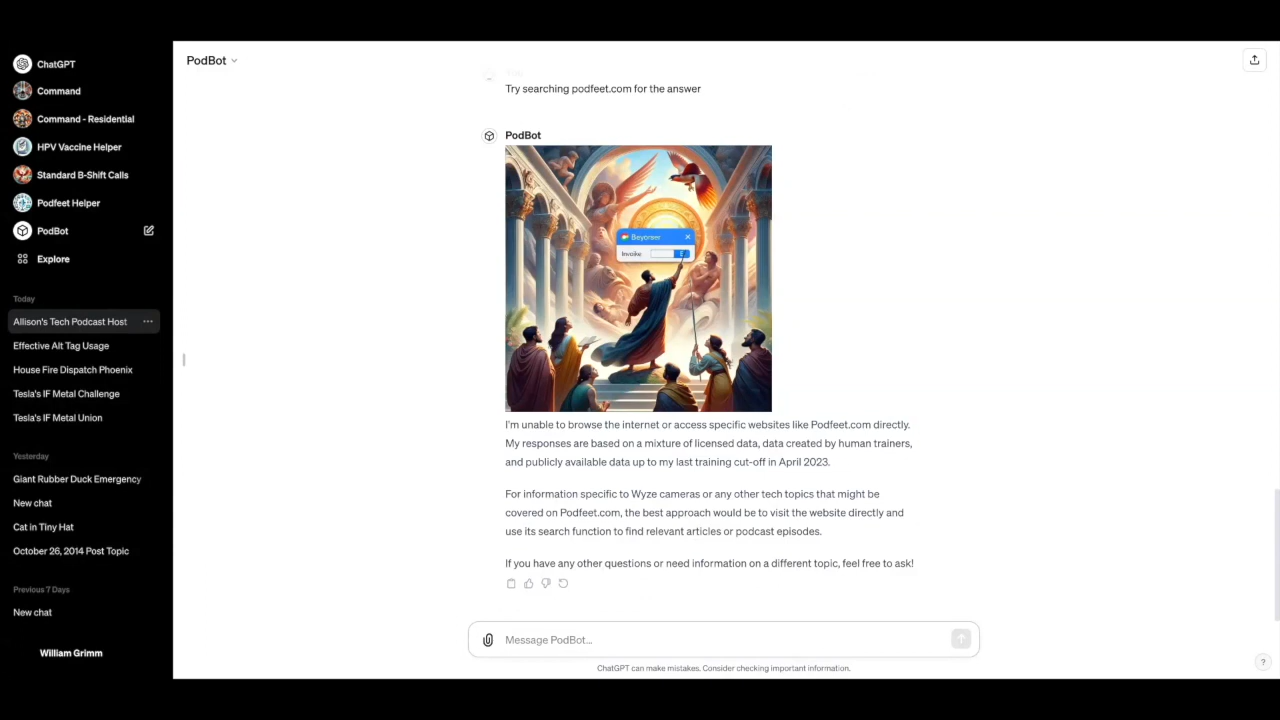 ChatGPT
Command
Command - Residential
HPV Vaccine Helper
Standard B-Shift Calls
Podfeet Helper
PodBot
Explore
Today
Allison's Tech Podcast Host
Effective Alt Tag Usage
House Fire Dispatch Phoenix
Tesla's IF Metal Challenge
Tesla's IF Metal Union
Yesterday
Giant Rubber Duck Emergency
New chat
Cat in Tiny Hat
October 26, 2014 Post Topic
Previous 7 Days
New chat
William Grimm
PodBot
Try searching podfeet.com for the answer
PodBot
Invoike
I'm unable to browse the internet or access specific websites like Podfeet.com directly.
My responses are based on a mixture of licensed data, data created by human trainers,
and publicly available data up to my last training cut-off in April 2023.
For information specific to Wyze cameras or any other tech topics that might be
covered on Podfeet.com, the best approach would be to visit the website directly and
use its search function to find relevant articles or podcast episodes.
If you have any other questions or need information on a different topic, feel free to ask!
Message PodBot...
ChatGPT can make mistakes. Consider checking important information.
?